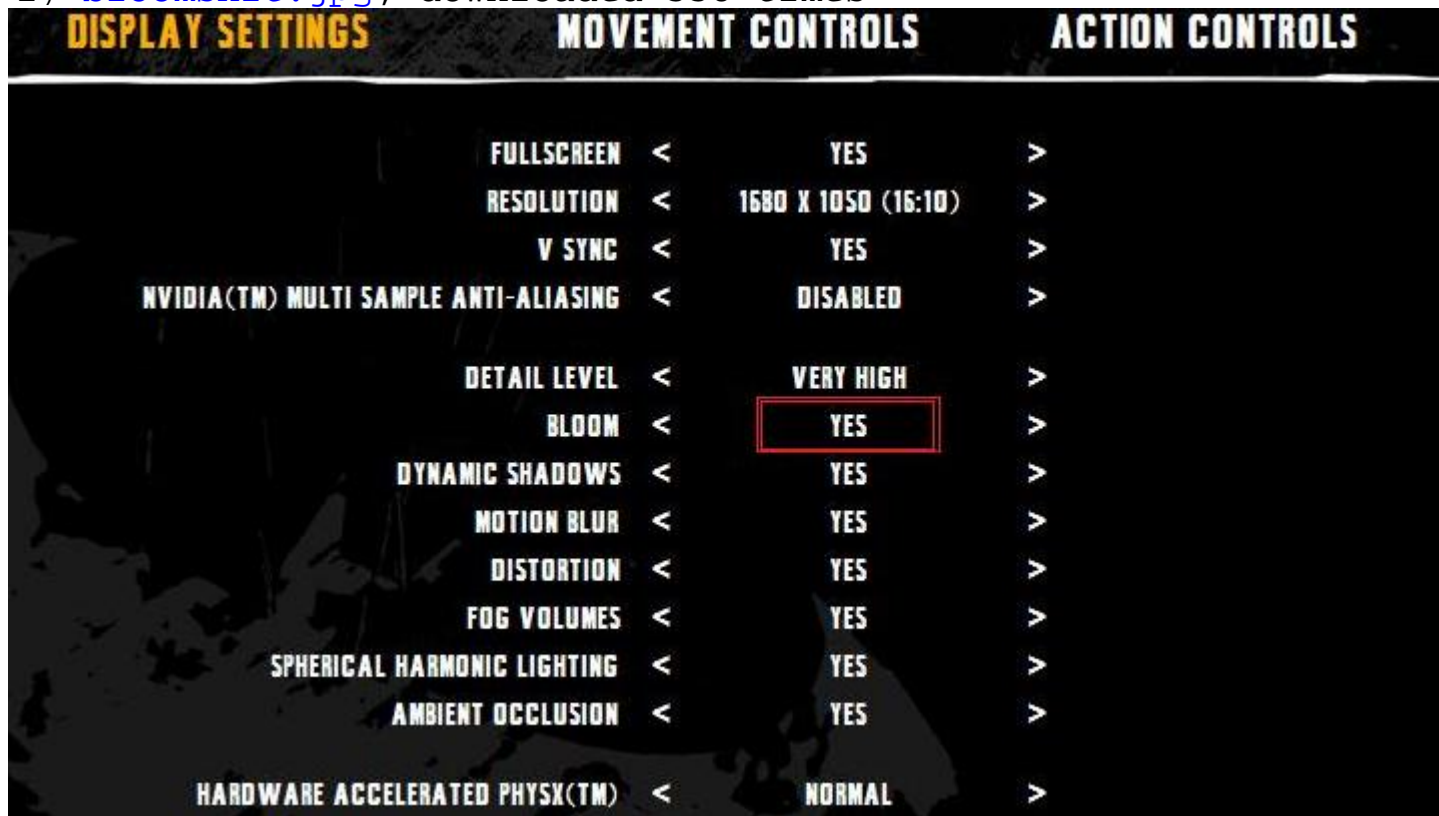 DISPLAY SETTINGS MOVEMENT CONTROLS ACTION CONTROLS
FULLSCREEN < YES >
RESOLUTION < 1680 X 1050 (16:10) >
V SYNC < YES >
NVIDIA(TM) MULTI SAMPLE ANTI-ALIASING < DISABLED >
DETAIL LEVEL < VERY HIGH >
BLOOM < YES >
DYNAMIC SHADOWS < YES >
MOTION BLUR < YES >
DISTORTION < YES >
FOG VOLUMES < YES >
SPHERICAL HARMONIC LIGHTING < YES >
AMBIENT OCCLUSION < YES >
HARDWARE ACCELERATED PHYSX(TM) < NORMAL >